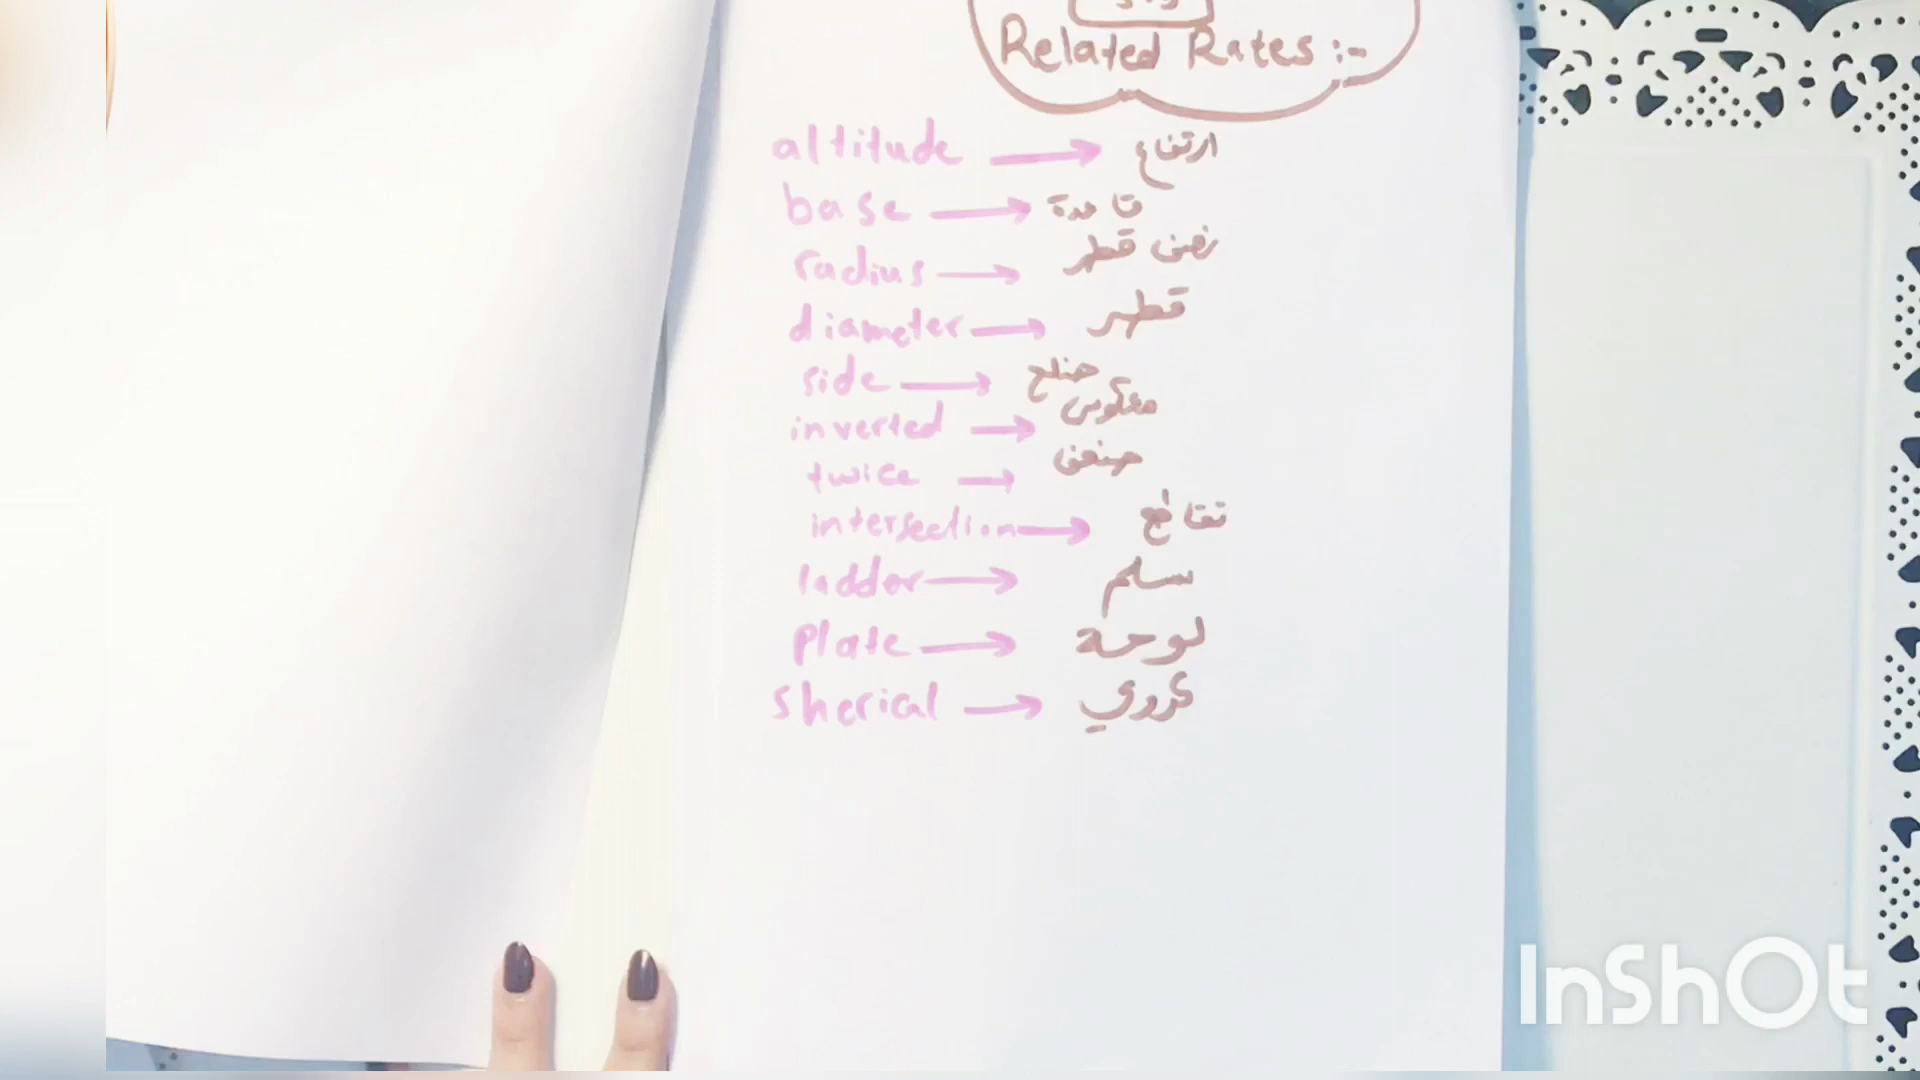 Related Rates :-
altitude → ارتفاع
base → قاعدة
radius → نصف قطر
diameter → قطر
side → ضلع
inverted → معكوس
twice → ضعف
intersection → تقاطع
ladder → سلم
plate → لوحة
sherical → كروي
InShOt